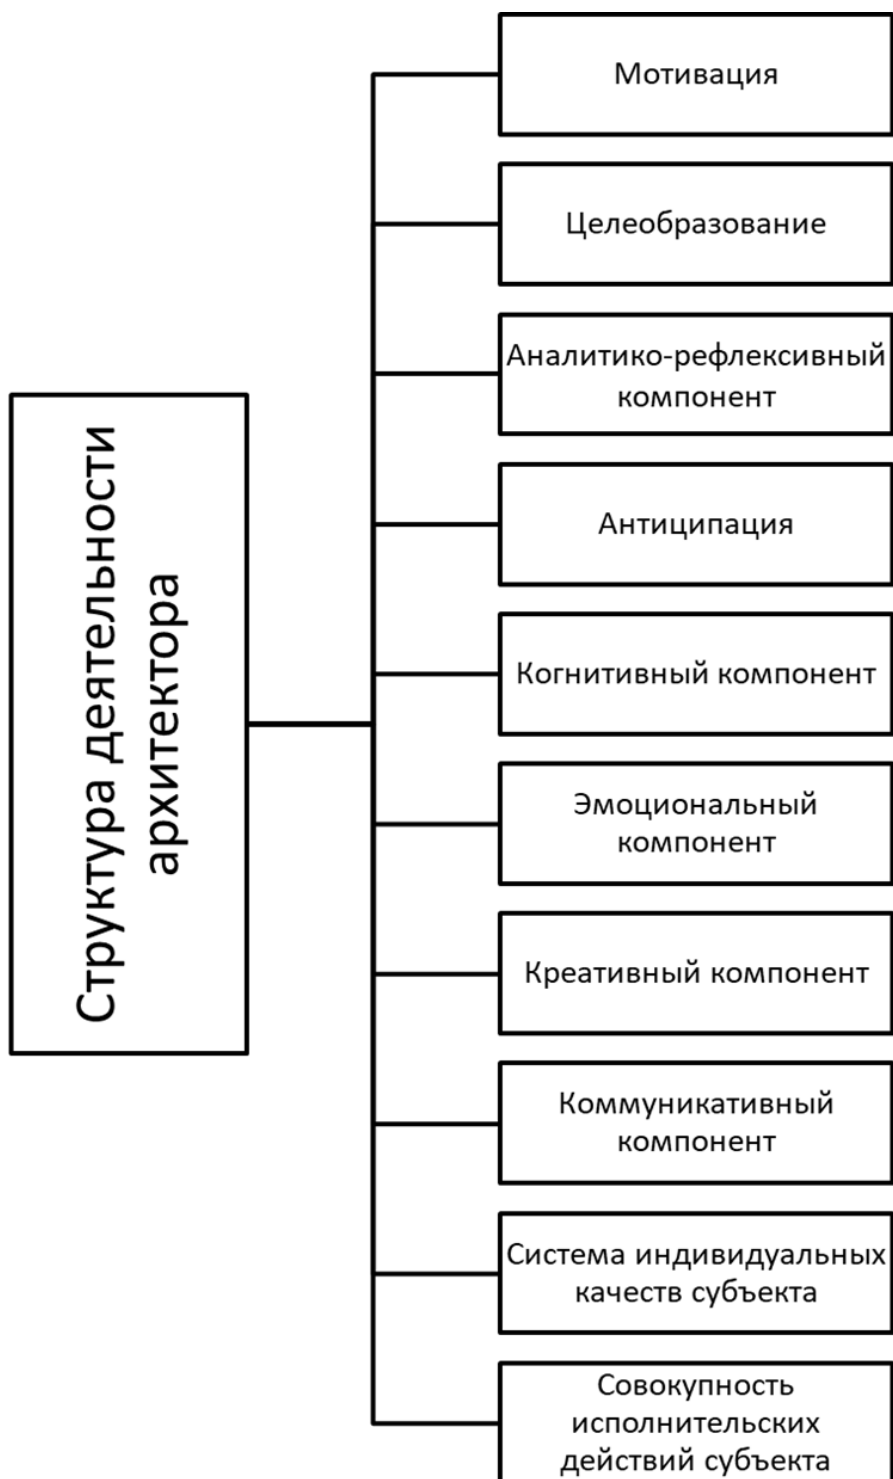 Структура деятельности
архитектора
Мотивация
Целеобразование
Аналитико-рефлексивный
компонент
Антиципация
Когнитивный компонент
Эмоциональный
компонент
Креативный компонент
Коммуникативный
компонент
Система индивидуальных
качеств субъекта
Совокупность
исполнительских
действий субъекта